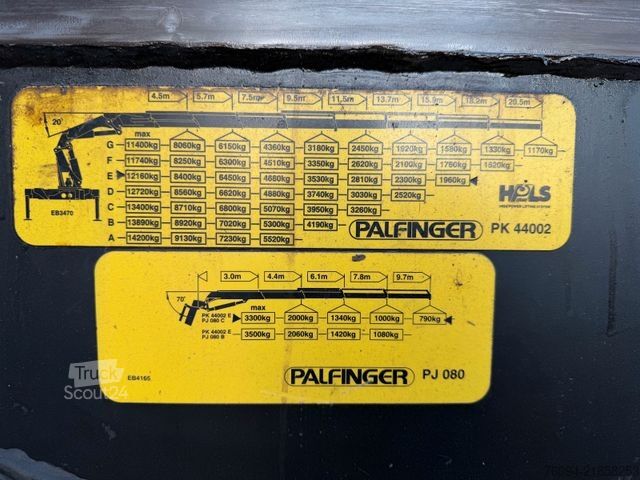 4.5m 5.7m 7.5m 9.5m 11.5m 13.7m 15.9m 18.2m 20.5m
20°
max
G 11400kg 8060kg 6150kg 4360kg 3180kg 2450kg 1920kg 1580kg 1330kg 1170kg
F 11740kg 8250kg 6300kg 4510kg 3350kg 2620kg 2100kg 1760kg 1520kg
E 12160kg 8400kg 6450kg 4680kg 3530kg 2810kg 2300kg 1960kg
D 12720kg 8560kg 6620kg 4880kg 3740kg 3030kg 2520kg
C 13400kg 8710kg 6800kg 5070kg 3950kg 3260kg
B 13890kg 8920kg 7020kg 5300kg 4190kg
A 14200kg 9130kg 7230kg 5520kg
EB3470
HPLS
HIGH POWER LIFTING SYSTEM
PALFINGER PK 44002
3.0m 4.4m 6.1m 7.8m 9.7m
70°
max
PK 44002 E
PJ 080 C 3300kg 2000kg 1340kg 1000kg 790kg
PK 44002 E
PJ 080 B 3500kg 2060kg 1420kg 1080kg
EB4165
PALFINGER PJ 080
Truck
Scout24